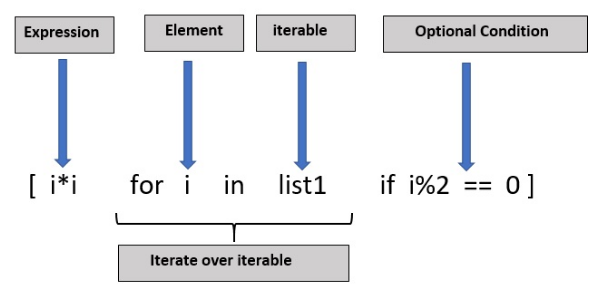 Expression Element iterable Optional Condition
[ i*i for i in list1 if i%2 == 0 ]
Iterate over iterable